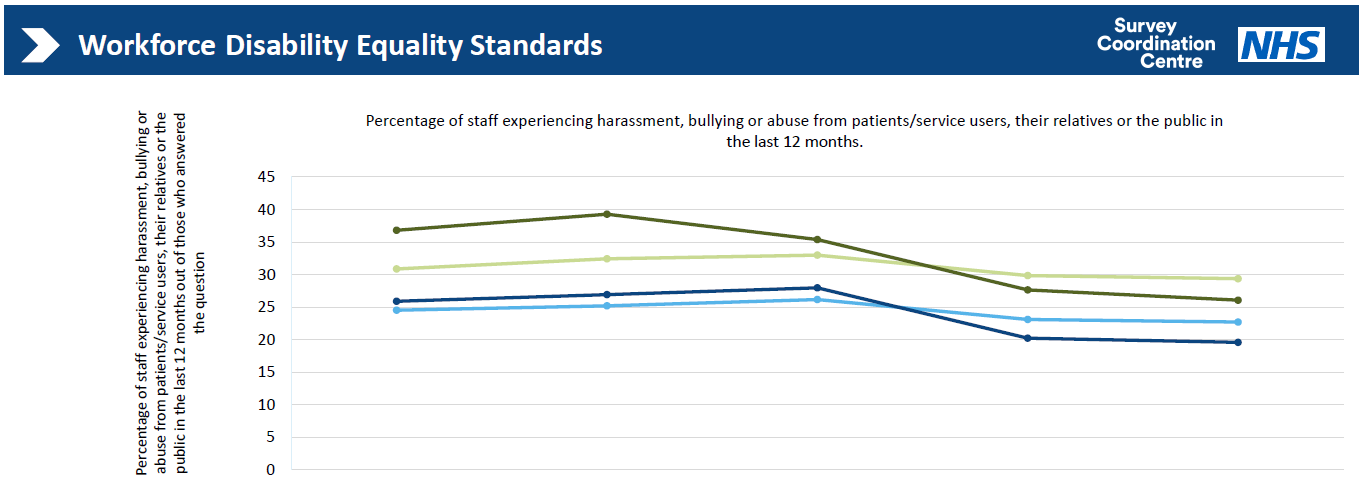 Workforce Disability Equality Standards
Survey
Coordination
Centre
NHS
Percentage of staff experiencing harassment, bullying or
abuse from patients/service users, their relatives or the
public in the last 12 months out of those who answered
the question
Percentage of staff experiencing harassment, bullying or abuse from patients/service users, their relatives or the public in
the last 12 months.
45
40
35
30
25
20
15
10
5
0